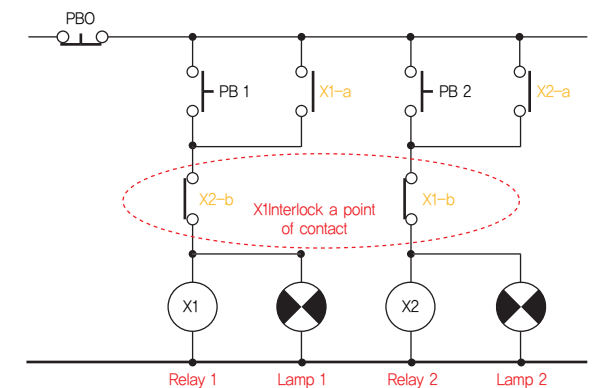 PBO
PB 1
X1-a
PB 2
X2-a
X2-b
X1Interlock a point
of contact
X1-b
X1
X2
Relay 1
Lamp 1
Relay 2
Lamp 2